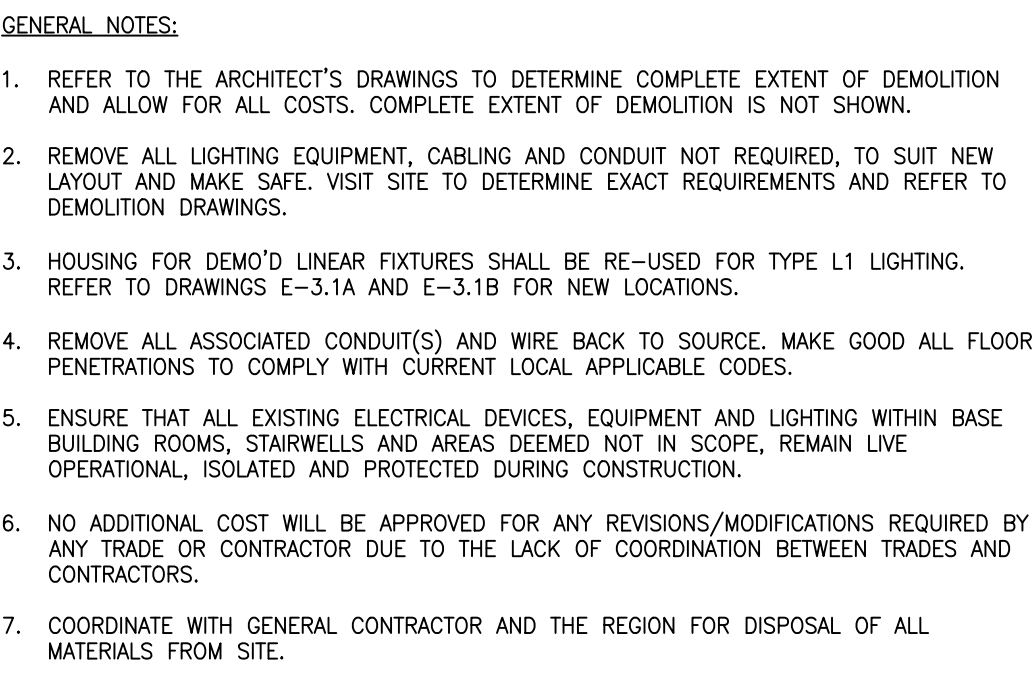 GENERAL NOTES:
1. REFER TO THE ARCHITECT'S DRAWINGS TO DETERMINE COMPLETE EXTENT OF DEMOLITION
AND ALLOW FOR ALL COSTS. COMPLETE EXTENT OF DEMOLITION IS NOT SHOWN.
2. REMOVE ALL LIGHTING EQUIPMENT, CABLING AND CONDUIT NOT REQUIRED, TO SUIT NEW
LAYOUT AND MAKE SAFE. VISIT SITE TO DETERMINE EXACT REQUIREMENTS AND REFER TO
DEMOLITION DRAWINGS.
3. HOUSING FOR DEMO'D LINEAR FIXTURES SHALL BE RE-USED FOR TYPE L1 LIGHTING.
REFER TO DRAWINGS E-3.1A AND E-3.1B FOR NEW LOCATIONS.
4. REMOVE ALL ASSOCIATED CONDUIT(S) AND WIRE BACK TO SOURCE. MAKE GOOD ALL FLOOR
PENETRATIONS TO COMPLY WITH CURRENT LOCAL APPLICABLE CODES.
5. ENSURE THAT ALL EXISTING ELECTRICAL DEVICES, EQUIPMENT AND LIGHTING WITHIN BASE
BUILDING ROOMS, STAIRWELLS AND AREAS DEEMED NOT IN SCOPE, REMAIN LIVE
OPERATIONAL, ISOLATED AND PROTECTED DURING CONSTRUCTION.
6. NO ADDITIONAL COST WILL BE APPROVED FOR ANY REVISIONS/MODIFICATIONS REQUIRED BY
ANY TRADE OR CONTRACTOR DUE TO THE LACK OF COORDINATION BETWEEN TRADES AND
CONTRACTORS.
7. COORDINATE WITH GENERAL CONTRACTOR AND THE REGION FOR DISPOSAL OF ALL
MATERIALS FROM SITE.